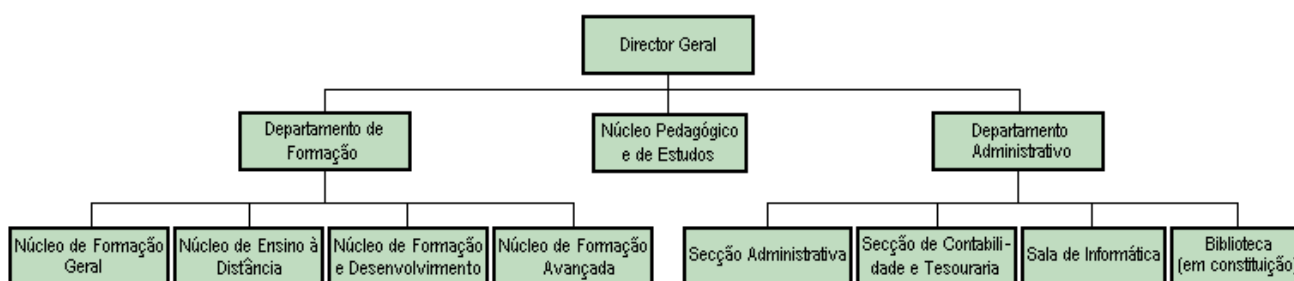 Director Geral
Departamento de
Formação
Núcleo Pedagógico
e de Estudos
Departamento
Administrativo
Núcleo de Formação
Geral
Núcleo de Ensino à
Distância
Núcleo de Formação
e Desenvolvirmento
Núcleo de Formação
Avançada
Secção Administrativa
Secção de Contabili-
dade e Tesouraria
Sala de Informática
Biblioteca
(em constituição)